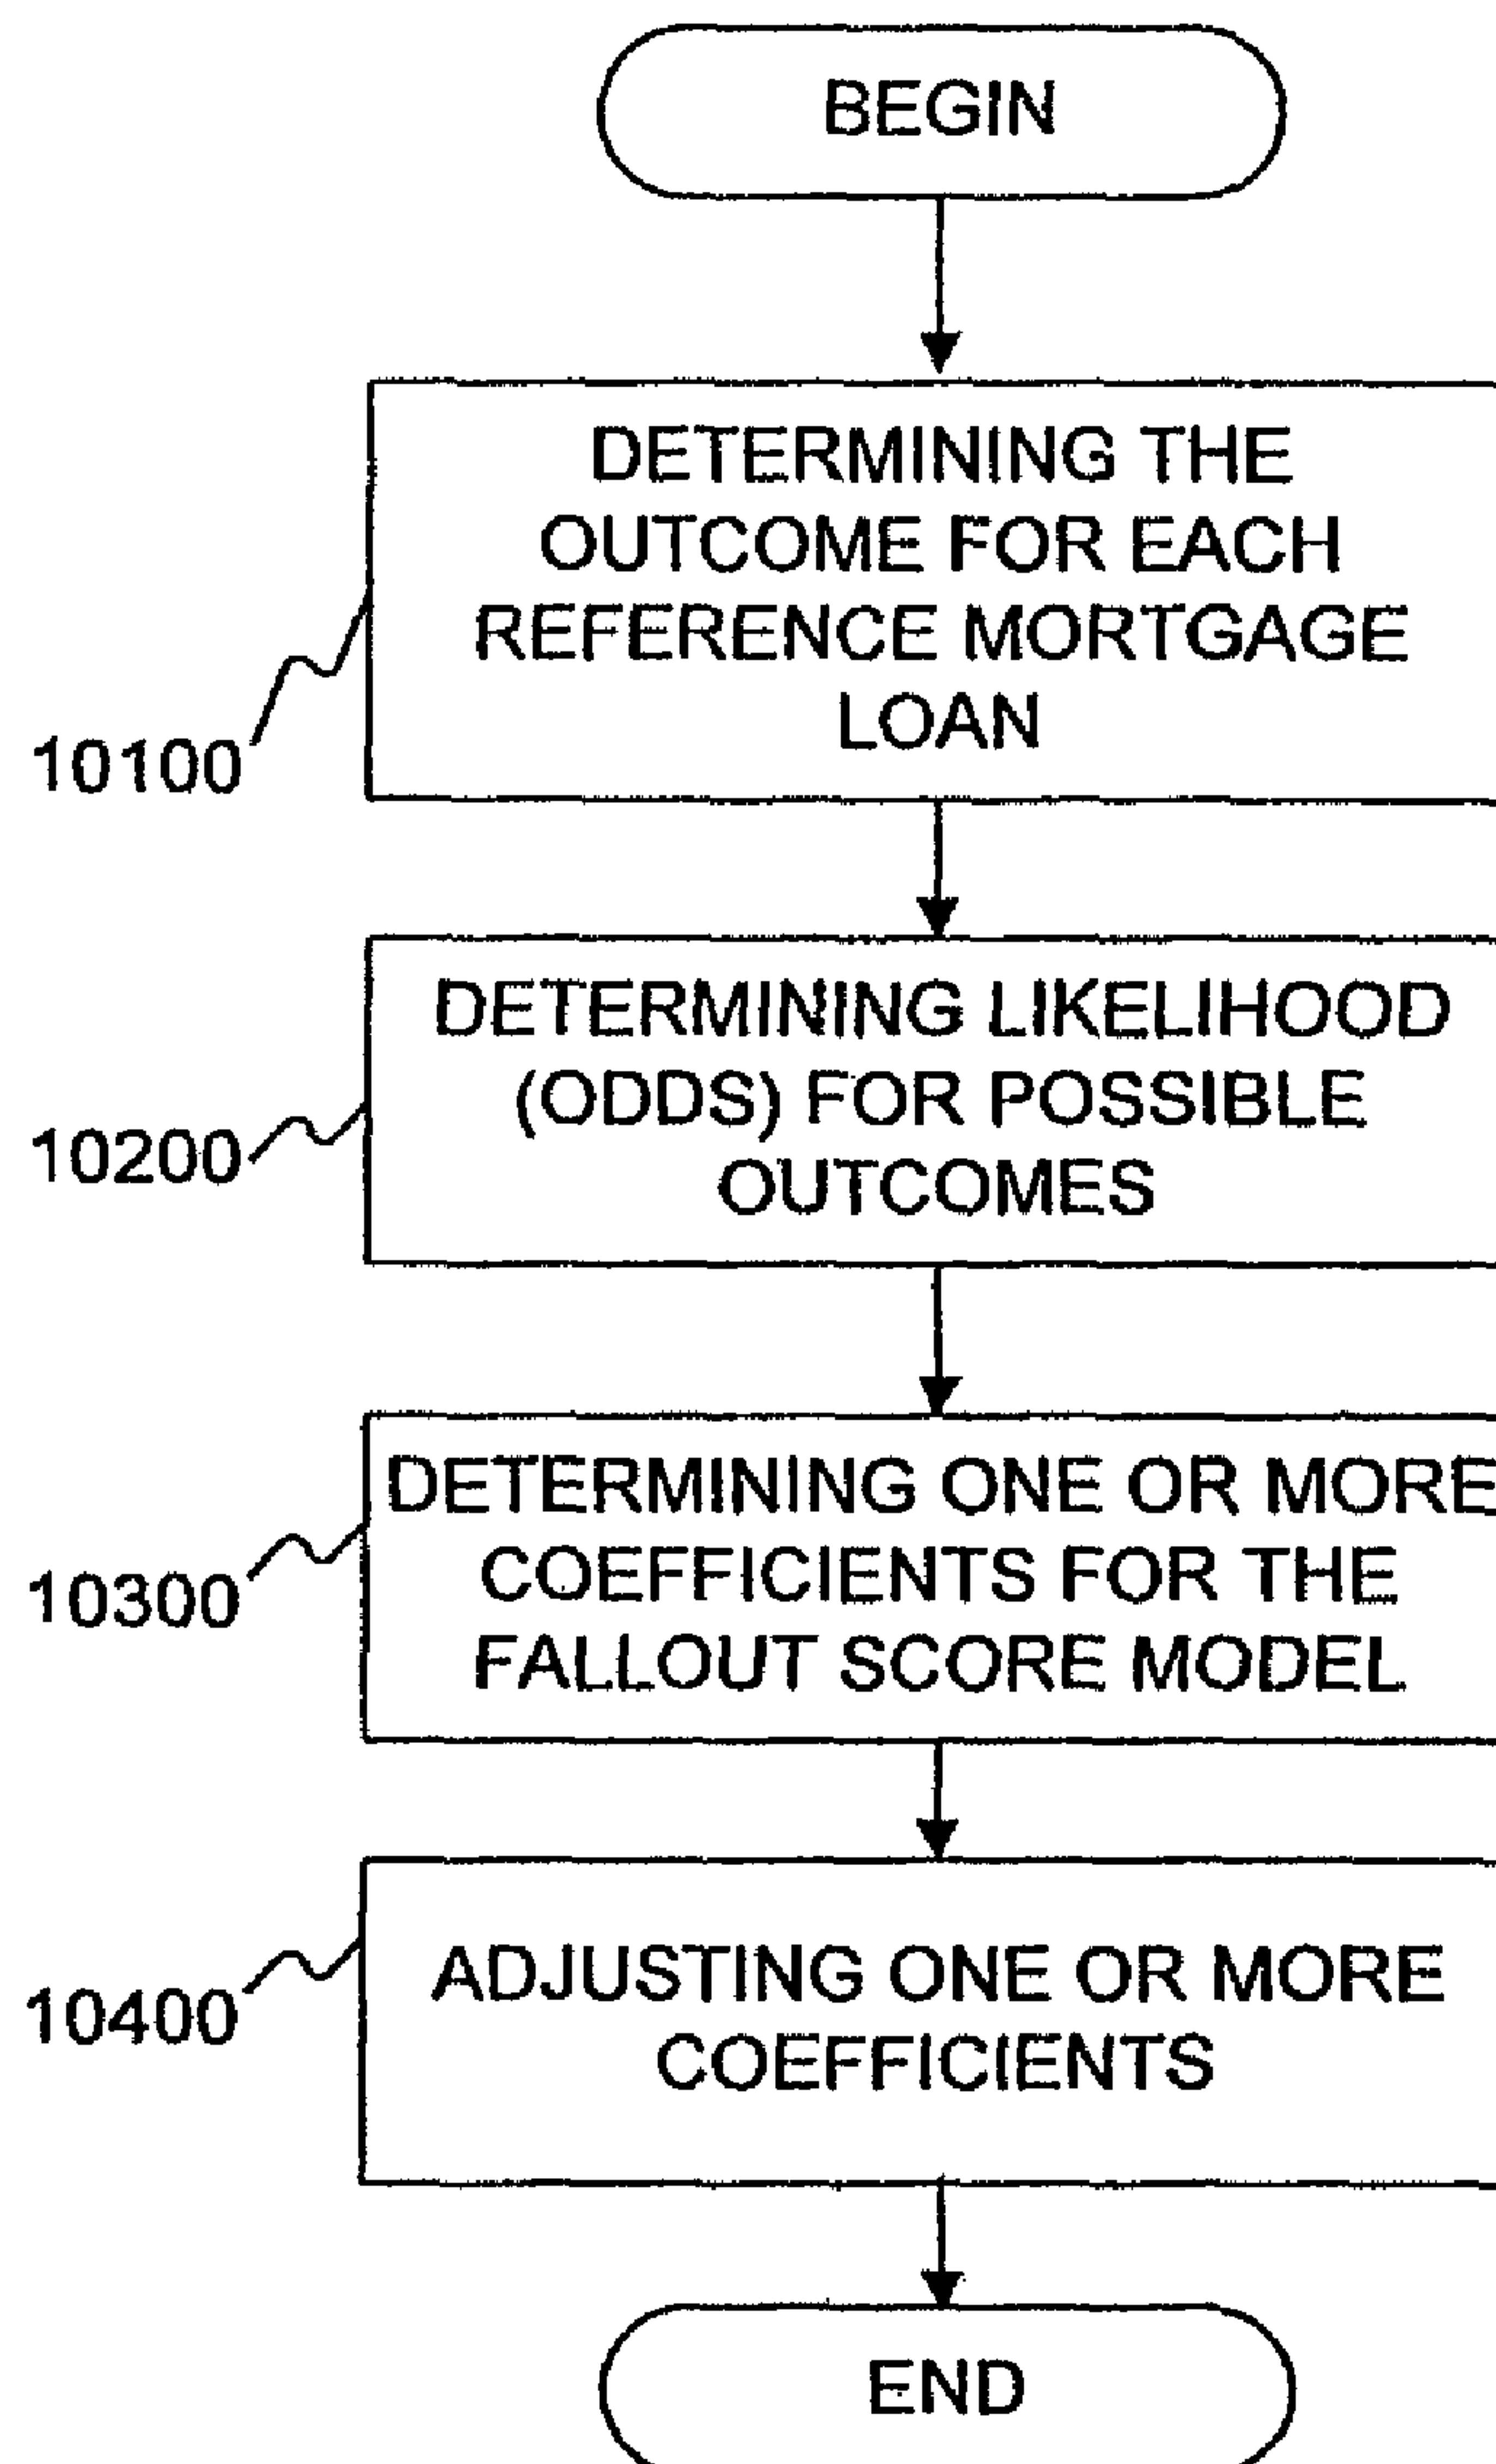 BEGIN
DETERMINING THE
OUTCOME FOR EACH
REFERENCE MORTGAGE
LOAN
10100
DETERMINING LIKELIHOOD
(ODDS) FOR POSSIBLE
OUTCOMES
10200
DETERMINING ONE OR MORE
COEFFICIENTS FOR THE
FALLOUT SCORE MODEL
10300
ADJUSTING ONE OR MORE
COEFFICIENTS
10400
END